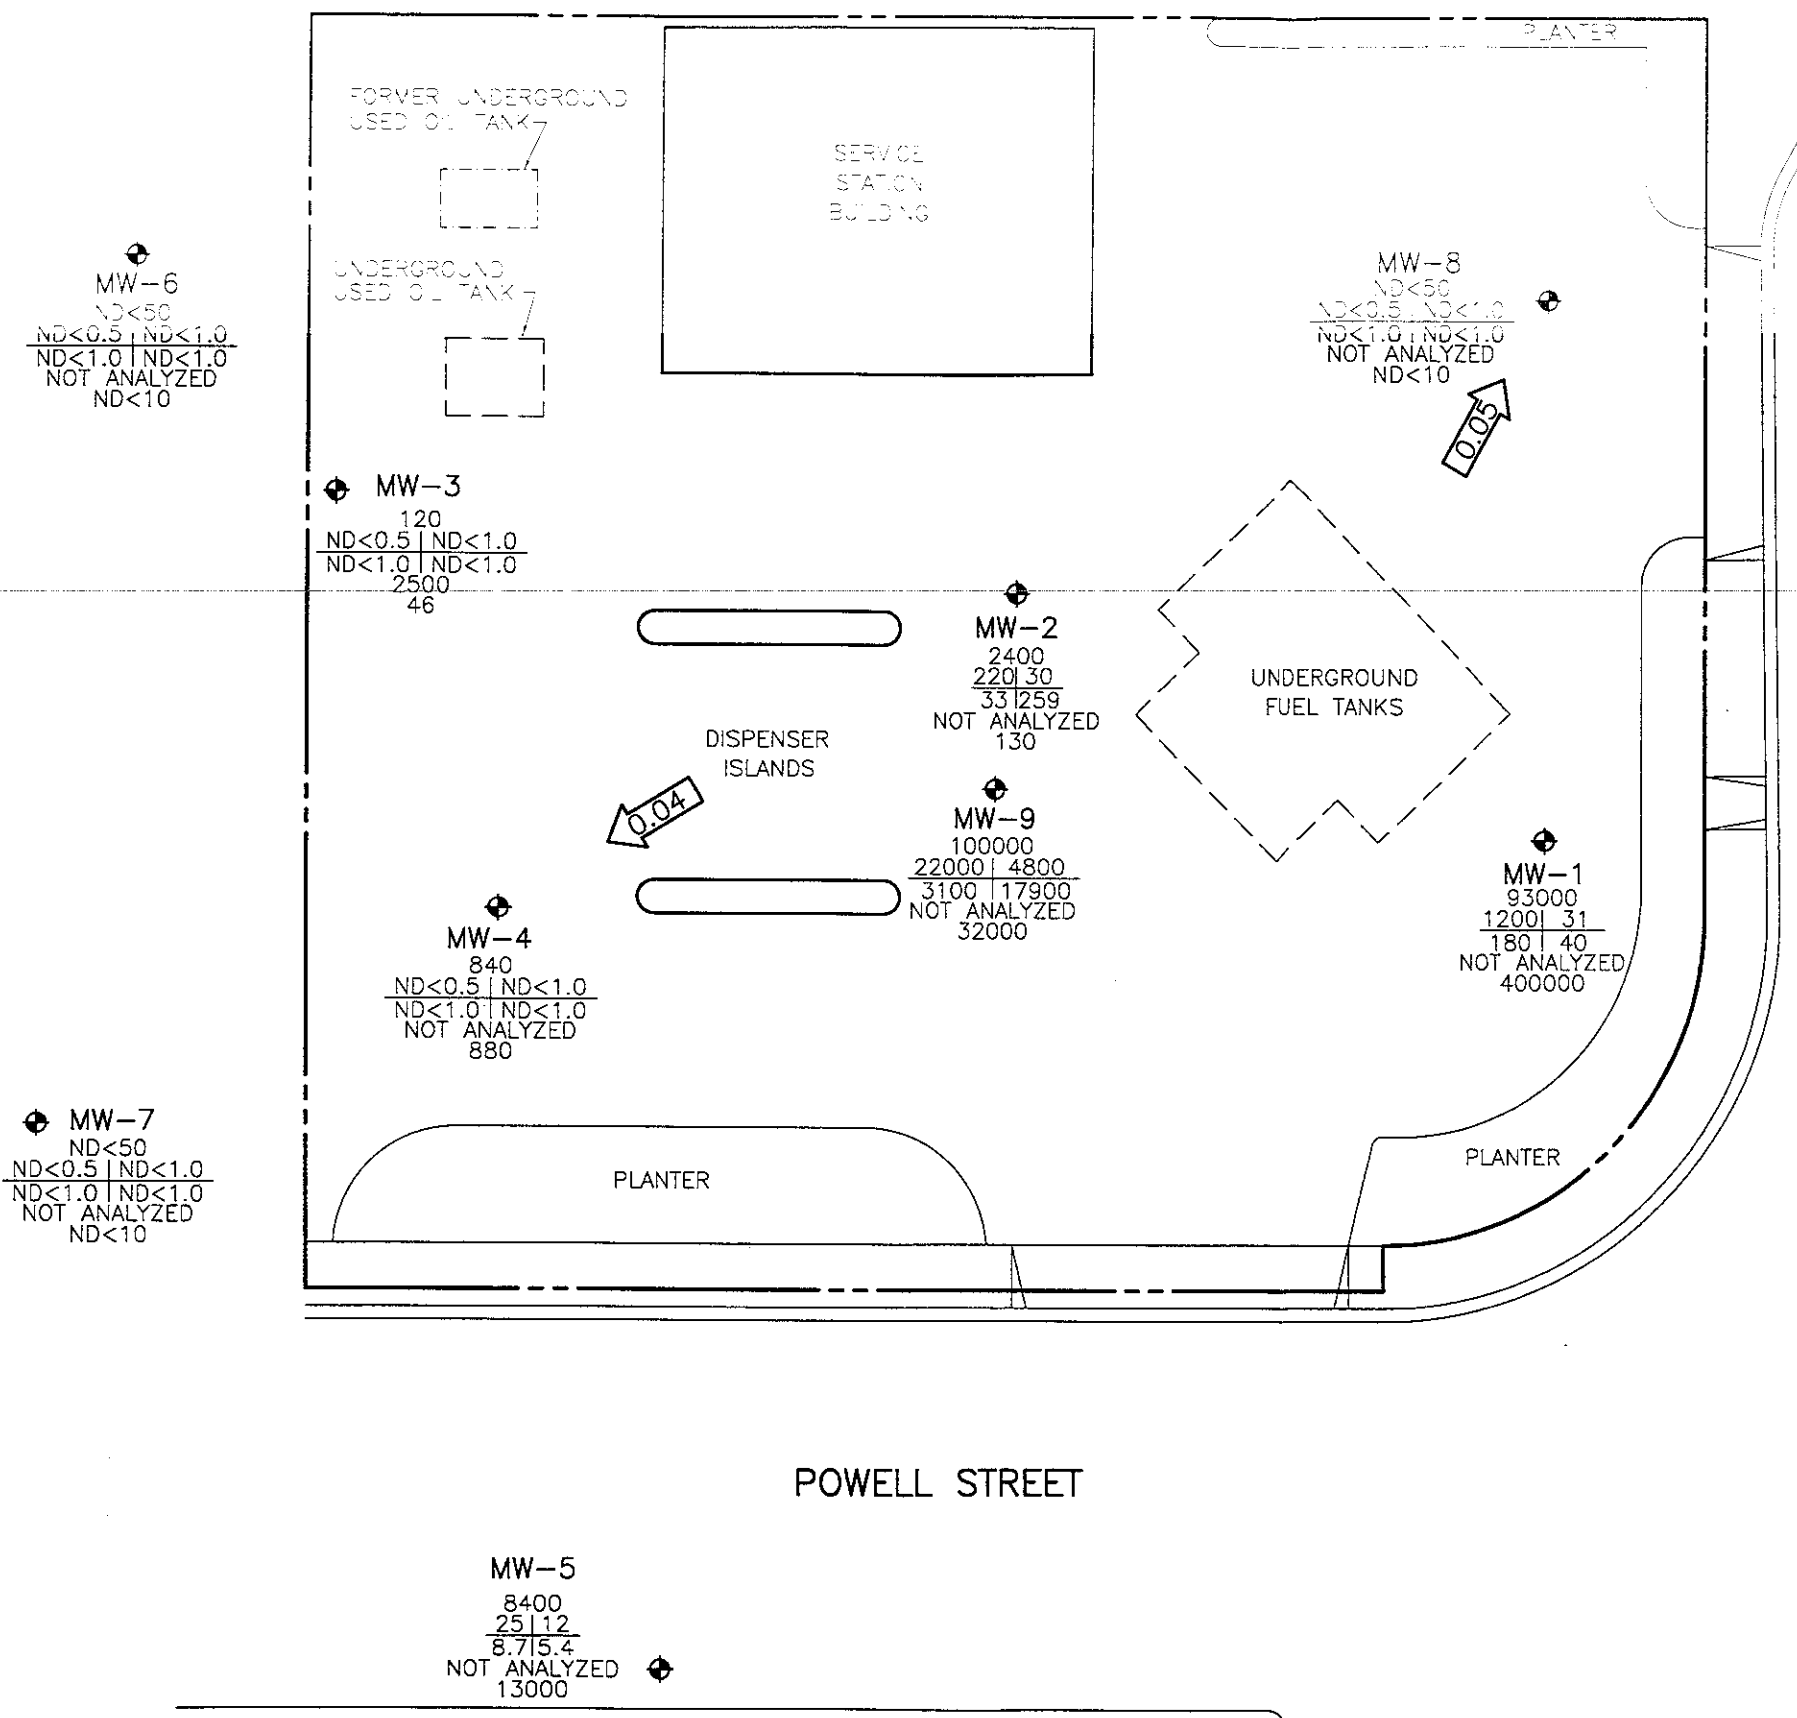 PLANTER
FORMER UNDERGROUND
USED OIL TANK
SERVICE
STATION
BUILDING
MW-6
ND<50
ND<0.5 | ND<1.0
ND<1.0 | ND<1.0
NOT ANALYZED
ND<10
UNDERGROUND
USED OIL TANK
MW-8
ND<50
ND<0.5 | ND<1.0
ND<1.0 | ND<1.0
NOT ANALYZED
ND<10
0.05
MW-3
120
ND<0.5 | ND<1.0
ND<1.0 | ND<1.0
2500
46
MW-2
2400
220 | 30
33 | 259
NOT ANALYZED
130
UNDERGROUND
FUEL TANKS
DISPENSER
ISLANDS
0.04
MW-9
100000
22000 | 4800
3100 | 17900
NOT ANALYZED
32000
MW-1
93000
1200 | 31
180 | 40
NOT ANALYZED
400000
MW-4
840
ND<0.5 | ND<1.0
ND<1.0 | ND<1.0
NOT ANALYZED
880
MW-7
ND<50
ND<0.5 | ND<1.0
ND<1.0 | ND<1.0
NOT ANALYZED
ND<10
PLANTER
PLANTER
POWELL STREET
MW-5
8400
25 | 12
8.7 | 5.4
NOT ANALYZED
13000